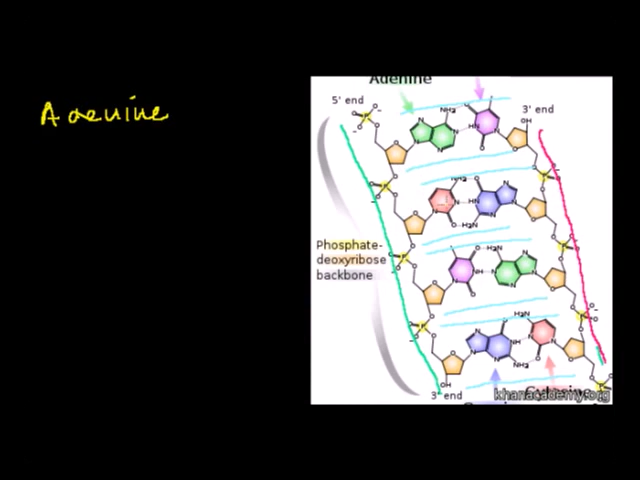 Adenine
Adenine
5' end
3' end
Phosphate-
deoxyribose
backbone
3' end
khanacademy.org